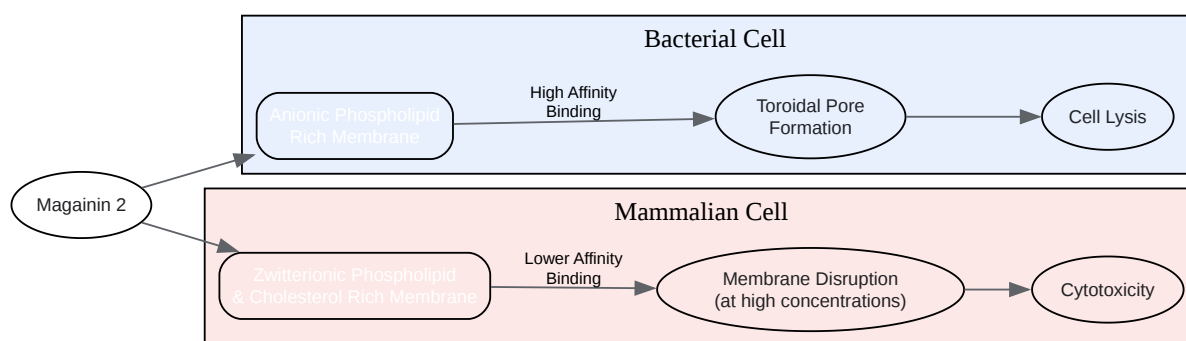 Bacterial Cell
Anionic Phospholipid
Rich Membrane
High Affinity
Binding
Toroidal Pore
Formation
Cell Lysis
Magainin 2
Mammalian Cell
Zwitterionic Phospholipid
& Cholesterol Rich Membrane
Lower Affinity
Binding
Membrane Disruption
(at high concentrations)
Cytotoxicity